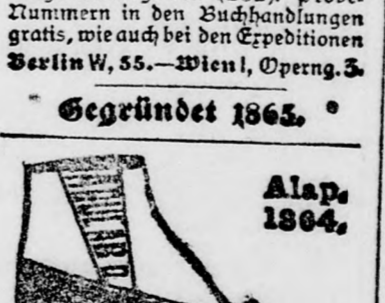 Nummern in den Buchhandlungen
gratis, wie auch bei den Expeditionen
Berlin W, 35.—Wien I, Operng. 3.
Gegründet 1865.
Alap.
1864.